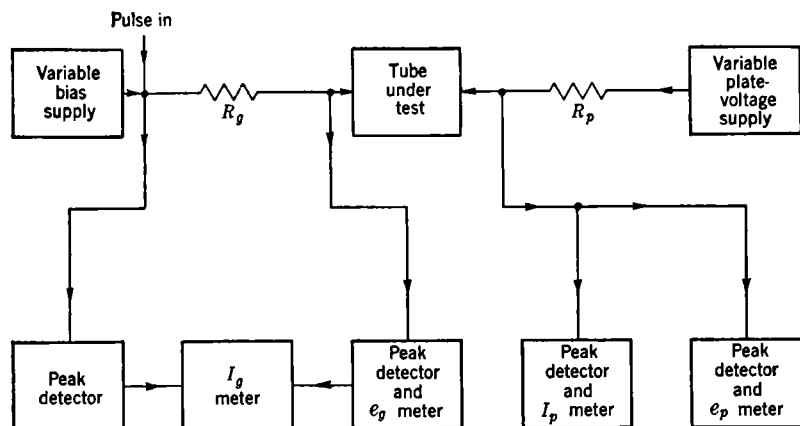 Pulse in
Variable
bias
supply
R_g
Tube
under
test
R_p
Variable
plate-
voltage
supply
Peak
detector
I_g
meter
Peak
detector
and
e_g meter
Peak
detector
and
I_p meter
Peak
detector
and
e_p meter